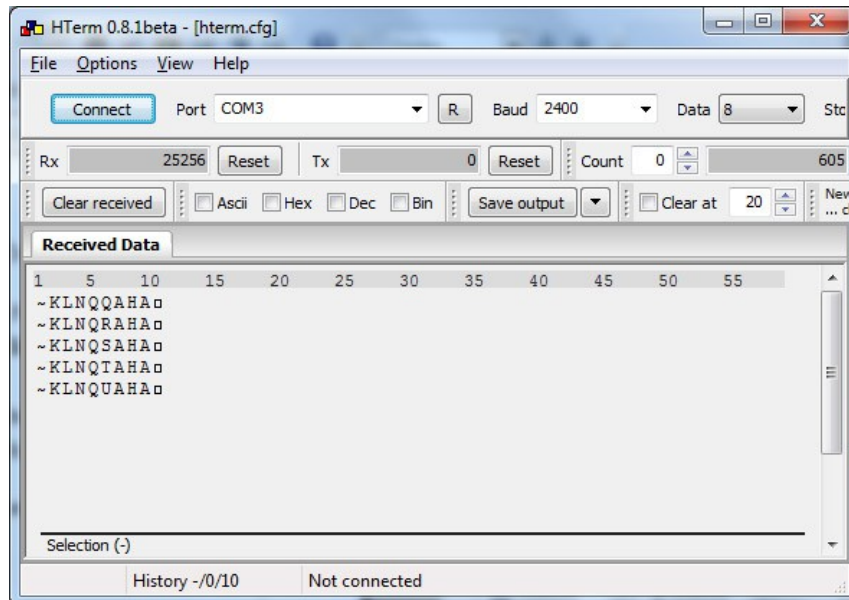 HTerm 0.8.1beta - [hterm.cfg]
File Options View Help
Connect Port COM3 R Baud 2400 Data 8 Sto
Rx 25256 Reset Tx 0 Reset Count 0 605
Clear received Ascii Hex Dec Bin Save output Clear at 20 New
... c
Received Data
1 5 10 15 20 25 30 35 40 45 50 55
~KLNQQAHA¤
~KLNQRAHA¤
~KLNQSAHA¤
~KLNQTAHA¤
~KLNQUAHA¤
Selection (-)
History -/0/10 Not connected